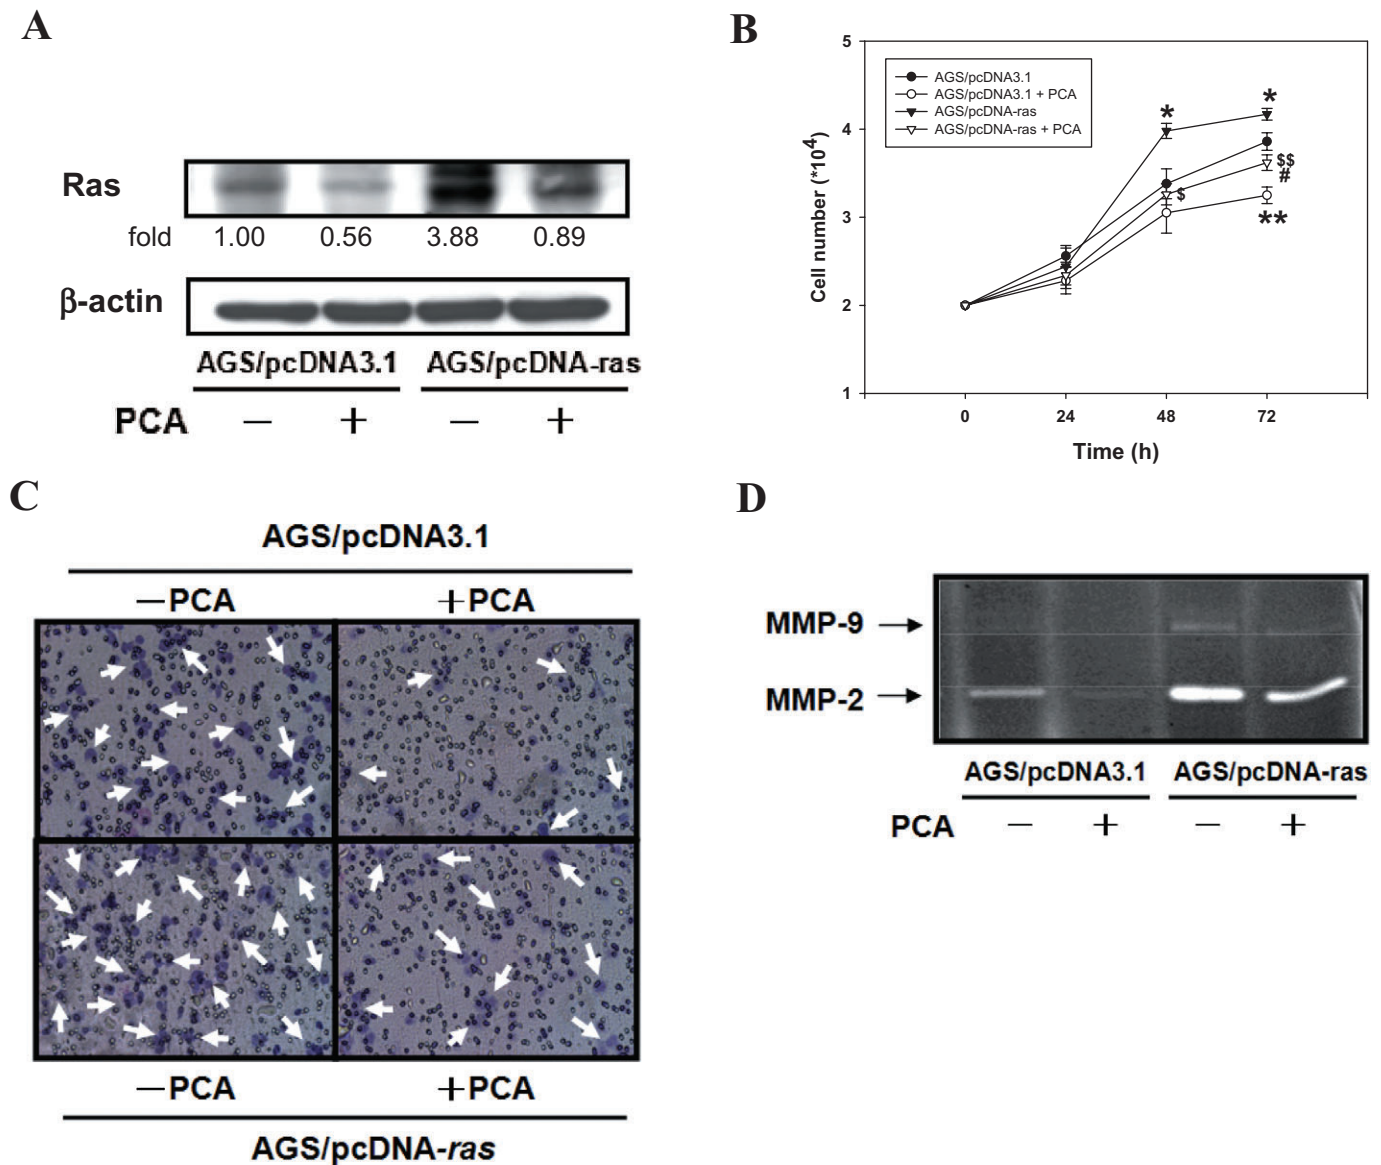 A
Ras
fold 1.00 0.56 3.88 0.89
β-actin
AGS/pcDNA3.1 AGS/pcDNA-ras
PCA − + − +
B
5
4
3
2
1
Cell number (*10⁴)
AGS/pcDNA3.1
AGS/pcDNA3.1 + PCA
AGS/pcDNA-ras
AGS/pcDNA-ras + PCA
*
*
$
$$
#
**
0 24 48 72
Time (h)
C
AGS/pcDNA3.1
−PCA +PCA
−PCA +PCA
AGS/pcDNA-ras
D
MMP-9
MMP-2
AGS/pcDNA3.1 AGS/pcDNA-ras
PCA − + − +